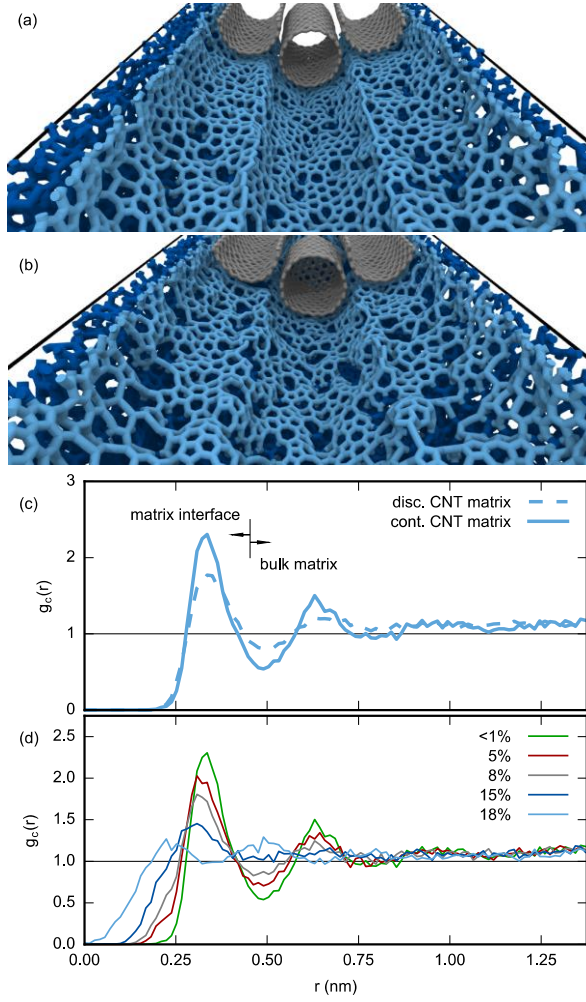 (a)
(b)
(c)
3
2
1
0
g_c(r)
matrix interface
bulk matrix
disc. CNT matrix
cont. CNT matrix
(d)
2.5
2.0
1.5
1.0
0.5
0.0
g_c(r)
<1%
5%
8%
15%
18%
0.00 0.25 0.50 0.75 1.00 1.25
r (nm)